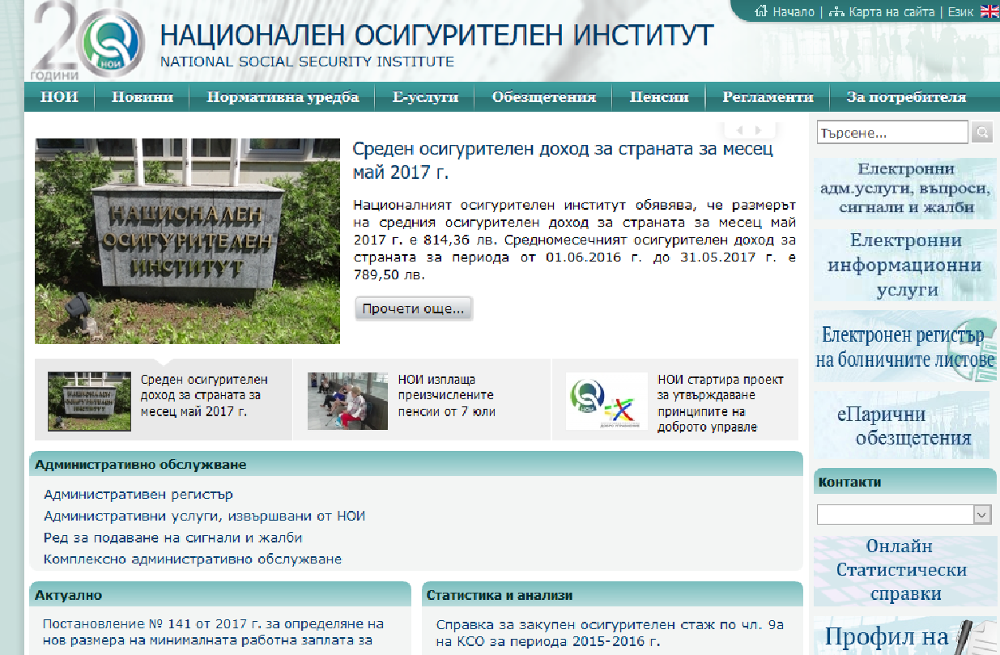 Начало | Карта на сайта | Език
20
НОИ
ГОДИНИ
НАЦИОНАЛЕН ОСИГУРИТЕЛЕН ИНСТИТУТ
NATIONAL SOCIAL SECURITY INSTITUTE
НОИ Новини Нормативна уредба Е-услуги Обезщетения Пенсии Регламенти За потребителя
НАЦИОНАЛЕН
ОСИГУРИТЕЛЕН
ИНСТИТУТ
Среден осигурителен доход за страната за месец
май 2017 г.
Националният осигурителен институт обявява, че размерът
на средния осигурителен доход за страната за месец май
2017 г. е 814,36 лв. Средномесечният осигурителен доход за
страната за периода от 01.06.2016 г. до 31.05.2017 г. е
789,50 лв.
Прочети още...
НАЦИОНАЛЕН
ОСИГУРИТЕЛЕН
ИНСТИТУТ
Среден осигурителен
доход за страната за
месец май 2017 г.
НОИ изплаща
преизчислените
пенсии от 7 юли
НОИ
НОИ стартира проект
за утвърждаване
принципите на
доброто управле
Административно обслужване
Административен регистър
Административни услуги, извършвани от НОИ
Ред за подаване на сигнали и жалби
Комплексно административно обслужване
Актуално
Постановление № 141 от 2017 г. за определяне на
нов размера на минималната работна заплата за
Статистика и анализи
Справка за закупен осигурителен стаж по чл. 9а
на КСО за периода 2015-2016 г.
Търсене...
Електронни
адм.услуги, въпроси,
сигнали и жалби
Електронни
информационни
услуги
Електронен регистър
на болничните листове
еПарични
обезщетения
Контакти
Онлайн
Статистически
справки
Профил на